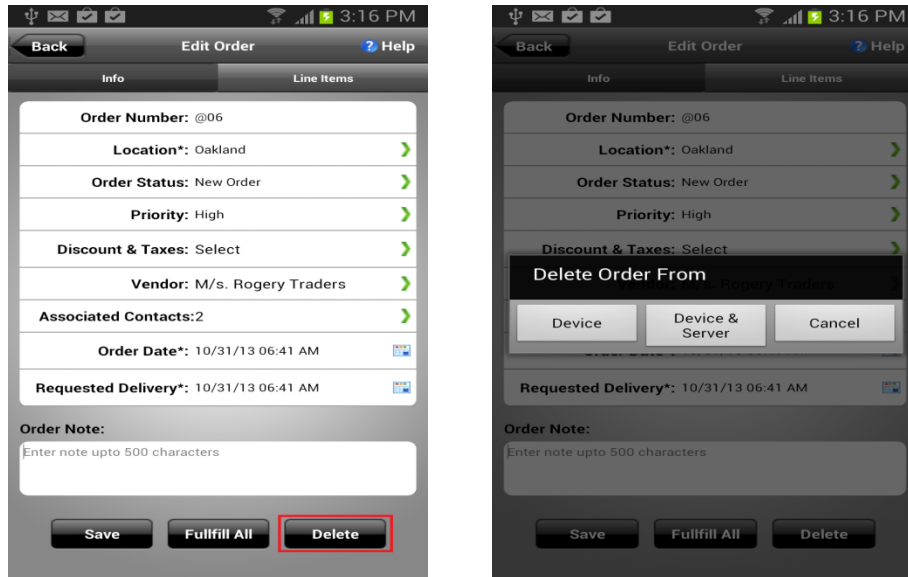 3:16 PM
Back Edit Order ? Help
Info Line Items
Order Number: @06
Location*: Oakland
Order Status: New Order
Priority: High
Discount & Taxes: Select
Vendor: M/s. Rogery Traders
Associated Contacts:2
Order Date*: 10/31/13 06:41 AM
Requested Delivery*: 10/31/13 06:41 AM
Order Note:
Enter note upto 500 characters
Save Fullfill All Delete
3:16 PM
Back Edit Order ? Help
Info Line Items
Order Number: @06
Location*: Oakland
Order Status: New Order
Priority: High
Discount & Taxes: Select
Delete Order From
Vendor: M/s. Rogery Traders
Device Device & Server Cancel
Order Date*:
Requested Delivery*: 10/31/13 06:41 AM
Order Note:
Enter note upto 500 characters
Save Fullfill All Delete